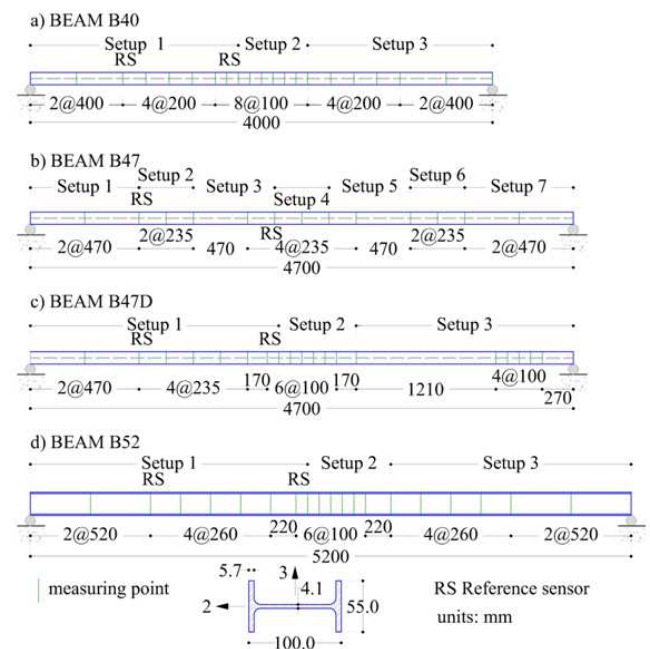 a) BEAM B40
Setup 1 Setup 2 Setup 3
RS RS
2@400 4@200 8@100 4@200 2@400
4000
b) BEAM B47
Setup 1 Setup 2 Setup 3 Setup 4 Setup 5 Setup 6 Setup 7
RS RS
2@470 2@235 470 4@235 470 2@235 2@470
4700
c) BEAM B47D
Setup 1 Setup 2 Setup 3
RS RS
2@470 4@235 170 6@100 170 1210 4@100 270
4700
d) BEAM B52
Setup 1 Setup 2 Setup 3
RS RS
2@520 4@260 220 6@100 220 4@260 2@520
5200
measuring point
5.7 3 4.1
2 55.0
100.0
RS Reference sensor
units: mm